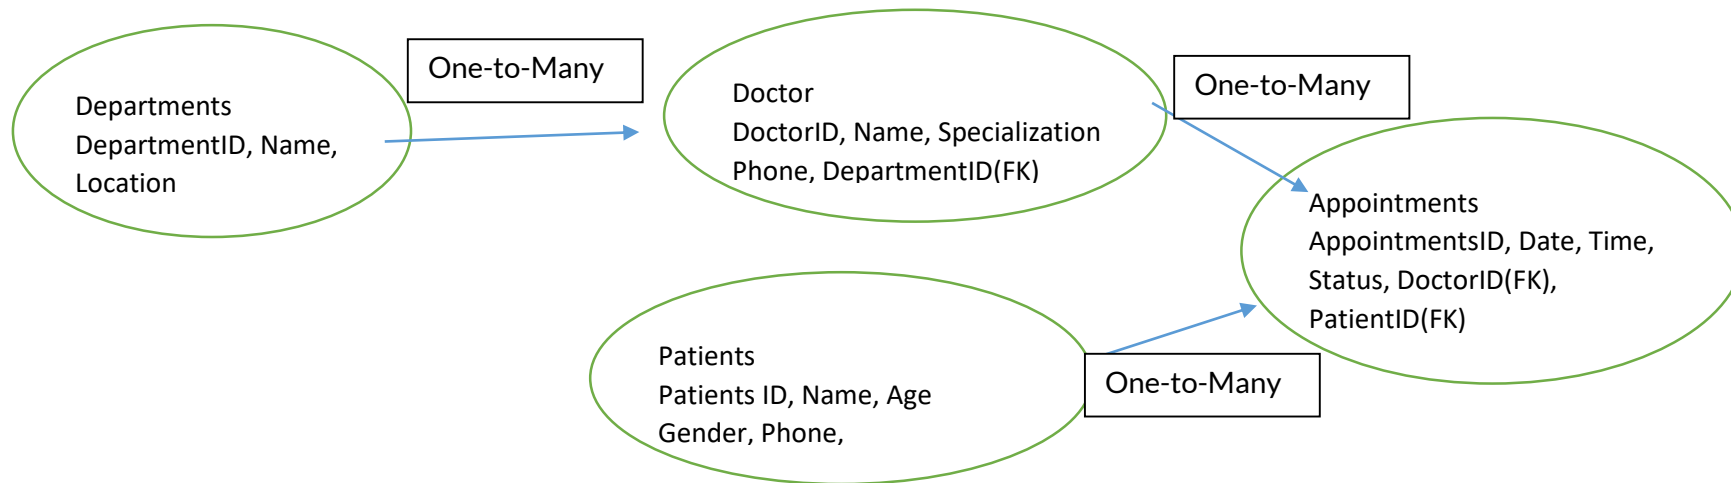 One-to-Many
Departments
DepartmentID, Name,
Location
Doctor
DoctorID, Name, Specialization
Phone, DepartmentID(FK)
One-to-Many
Appointments
AppointmentsID, Date, Time,
Status, DoctorID(FK),
PatientID(FK)
Patients
Patients ID, Name, Age
Gender, Phone,
One-to-Many